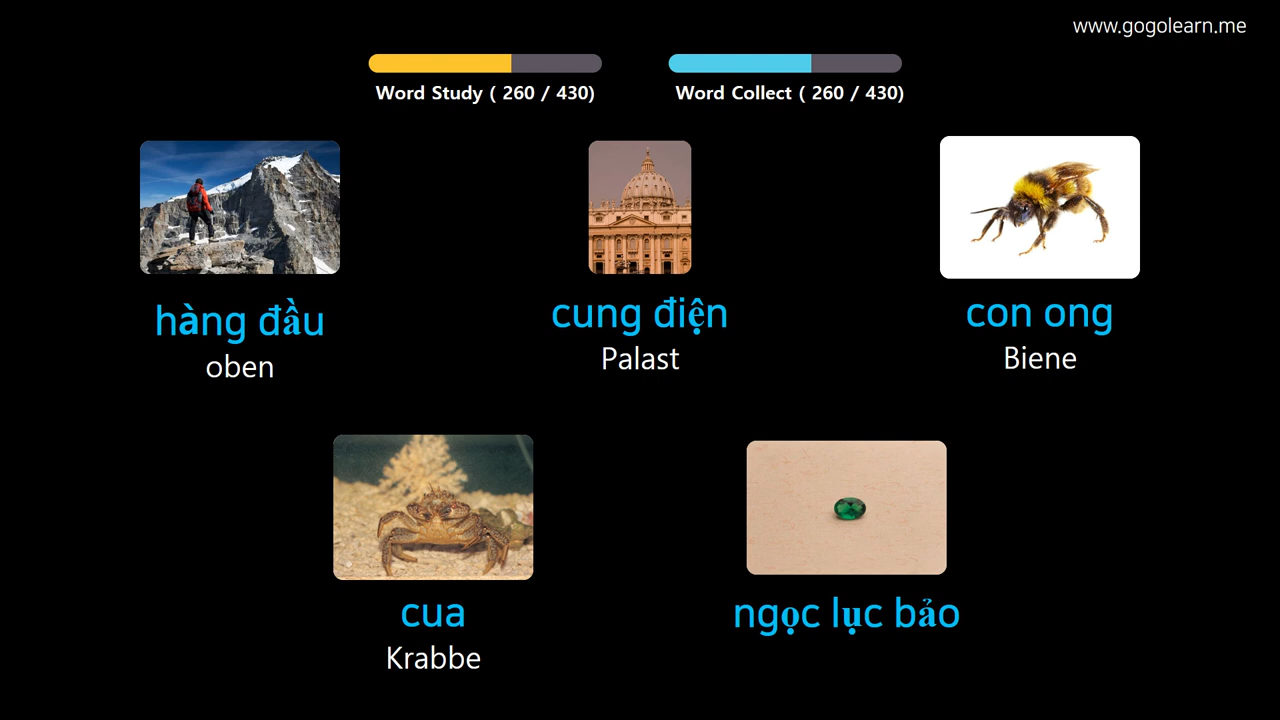 www.gogolearn.me
Word Study ( 260 / 430)
Word Collect ( 260 / 430)
hàng đầu
oben
cung điện
Palast
con ong
Biene
cua
Krabbe
ngọc lục bảo